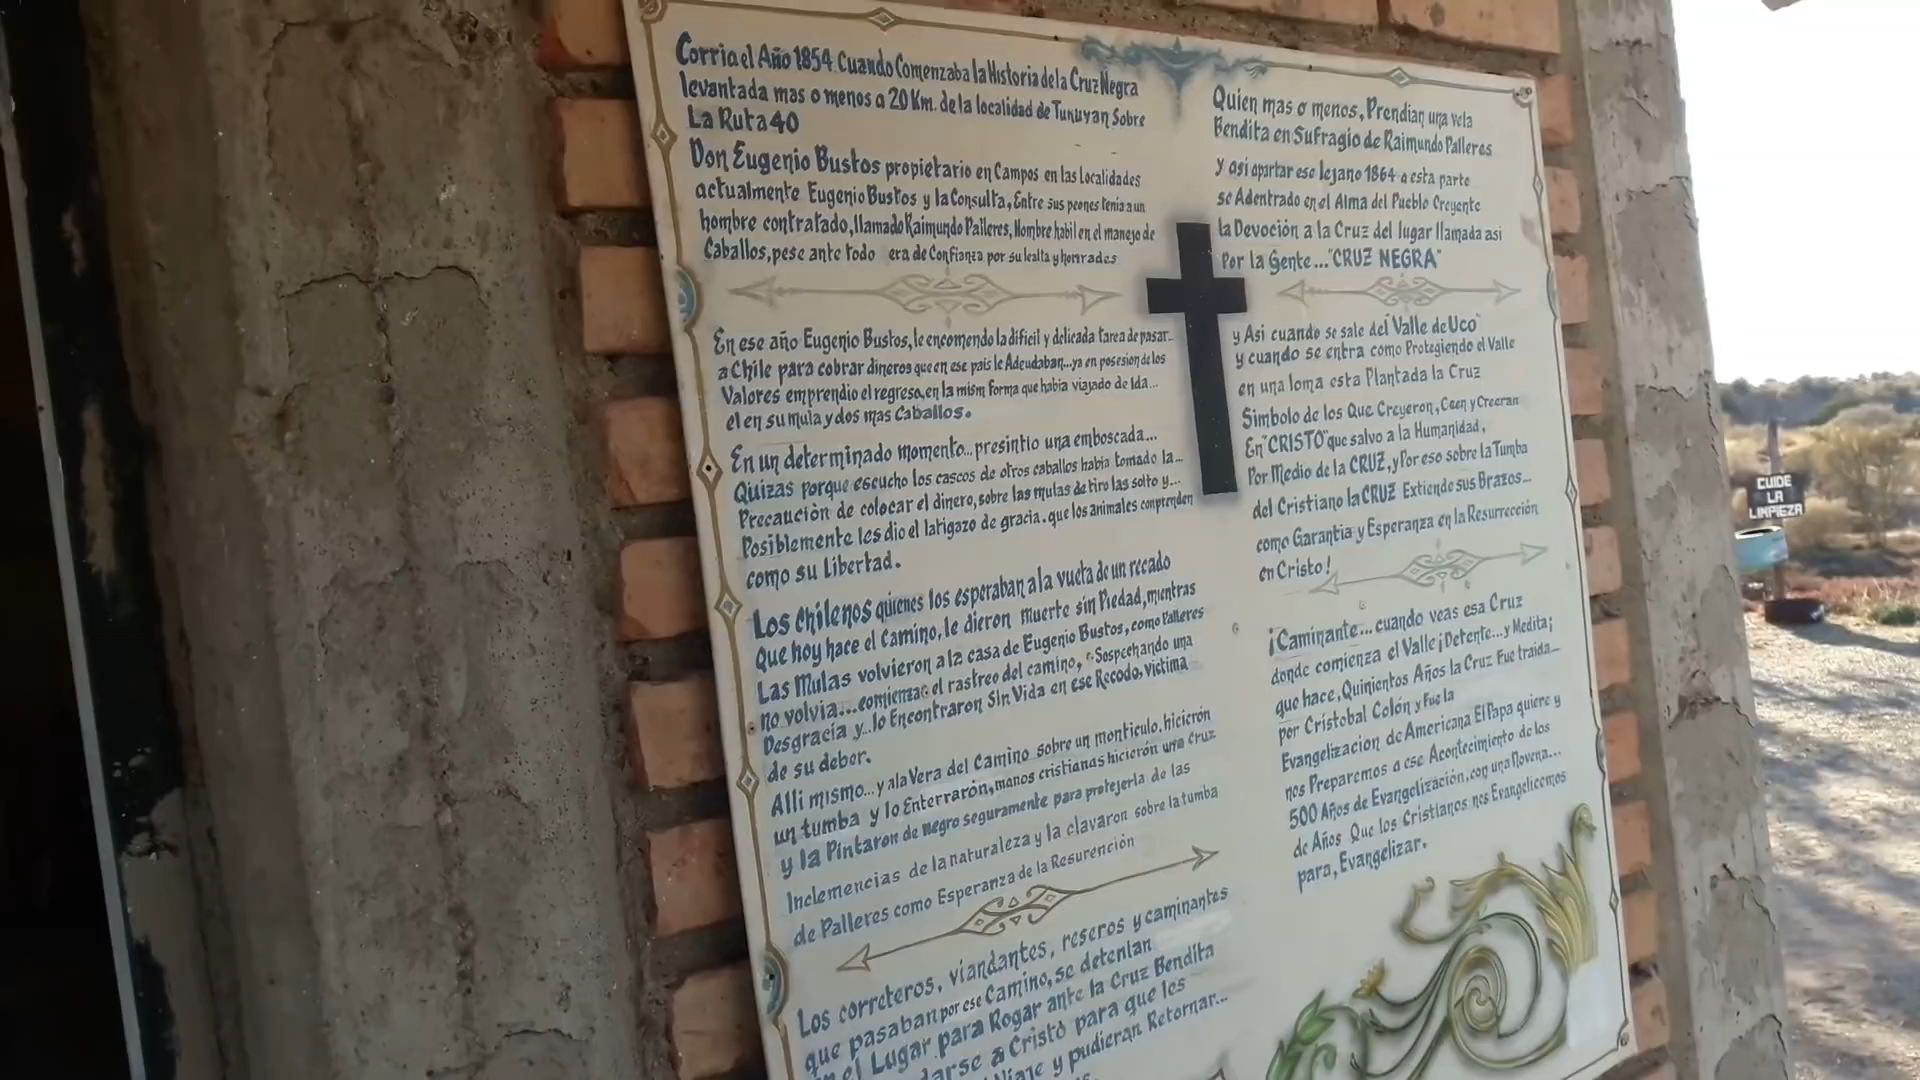 Corria el Año 1854 Cuando Comenzaba la Historia de la Cruz Negra
levantada mas o menos a 20 Km. de la localidad de Tunuyan Sobre
La Ruta 40
Don Eugenio Bustos propietario en Campos en las Localidades
actualmente Eugenio Bustos y la Consulta, Entre sus peones tenia a un
hombre contratado, llamado Raimundo Palleres, Hombre habil en el manejo de
Caballos, pese ante todo era de Confianza por su lealta y honrrades
En ese año Eugenio Bustos, le encomendo la dificil y delicada tarea de pasar..
a Chile para cobrar dineros que en ese pais le Adeudaban...ya en posesion de los
Valores emprendio el regreso, en la mism forma que habia viajado de Ida...
el en su mula y dos mas Caballos.
En un determinado momento...presintio una emboscada...
Quizas porque escucho los cascos de otros caballos habia tomado la...
Precaución de colocar el dinero, sobre las mulas de tiro las solto y...
Posiblemente les dio el latigazo de gracia. que los animales comprenden
como su Libertad.
Los Chilenos quienes los esperaban a la vuelta de un recado
Que hoy hace el Camino, le dieron muerte sin Piedad, mientras
Las Mulas volvieron a la casa de Eugenio Bustos, como Palleres
no volvia...comienza el rastreo del camino, Sospechando una
Desgracia y..lo Encontraron Sin Vida en ese Recodo, victima
de su deber.
Alli mismo...y a la Vera del Camino sobre un monticulo, hicieròn
un tumba y lo Enterraròn, manos cristianas hicieròn una Cruz
y la Pintaron de negro seguramente para protejerla de las
Inclemencias de la naturaleza y la clavaron sobre la tumba
de Palleres como Esperanza de la Resurención
Los correteros, viandantes, reseros y caminantes
que pasaban por ese Camino, se detenian
en el Lugar para Rogar ante la Cruz Bendita
darse a Cristo para que les
Viaje y pudieran Retornar...
Quien mas o menos, Prendian una vela
Bendita en Sufragio de Raimundo Palleres
y asi apartar ese lejano 1864 a esta parte
se Adentrado en el Alma del Pueblo Creyente
la Devoción a la Cruz del lugar llamada asi
Por la Gente..."CRUZ NEGRA"
y Asi cuando se sale del "Valle de Uco"
y cuando se entra como Protegiendo el Valle
en una loma esta Plantada la Cruz
Simbolo de los Que Creyeron, Creen y Creeran
En "CRISTO" que salvo a la Humanidad,
Por Medio de la CRUZ, y Por eso sobre la Tumba
del Cristiano la CRUZ Extiende sus Brazos...
como Garantia y Esperanza en la Resurrección
en Cristo!
¡Caminante...cuando veas esa Cruz
donde comienza el Valle ¡Detente...y Medita¡
que hace, Quinientos Años la Cruz Fue traida...
por Cristobal Colón y Fue la
Evangelizacion de Americana El Papa quiere y
nos Preparemos a ese Acontecimiento de los
500 Años de Evangelización, con una Novena...
de Años Que los Cristianos nos Evangelicemos
para, Evangelizar.
CUIDE
LA
LIMPIEZA